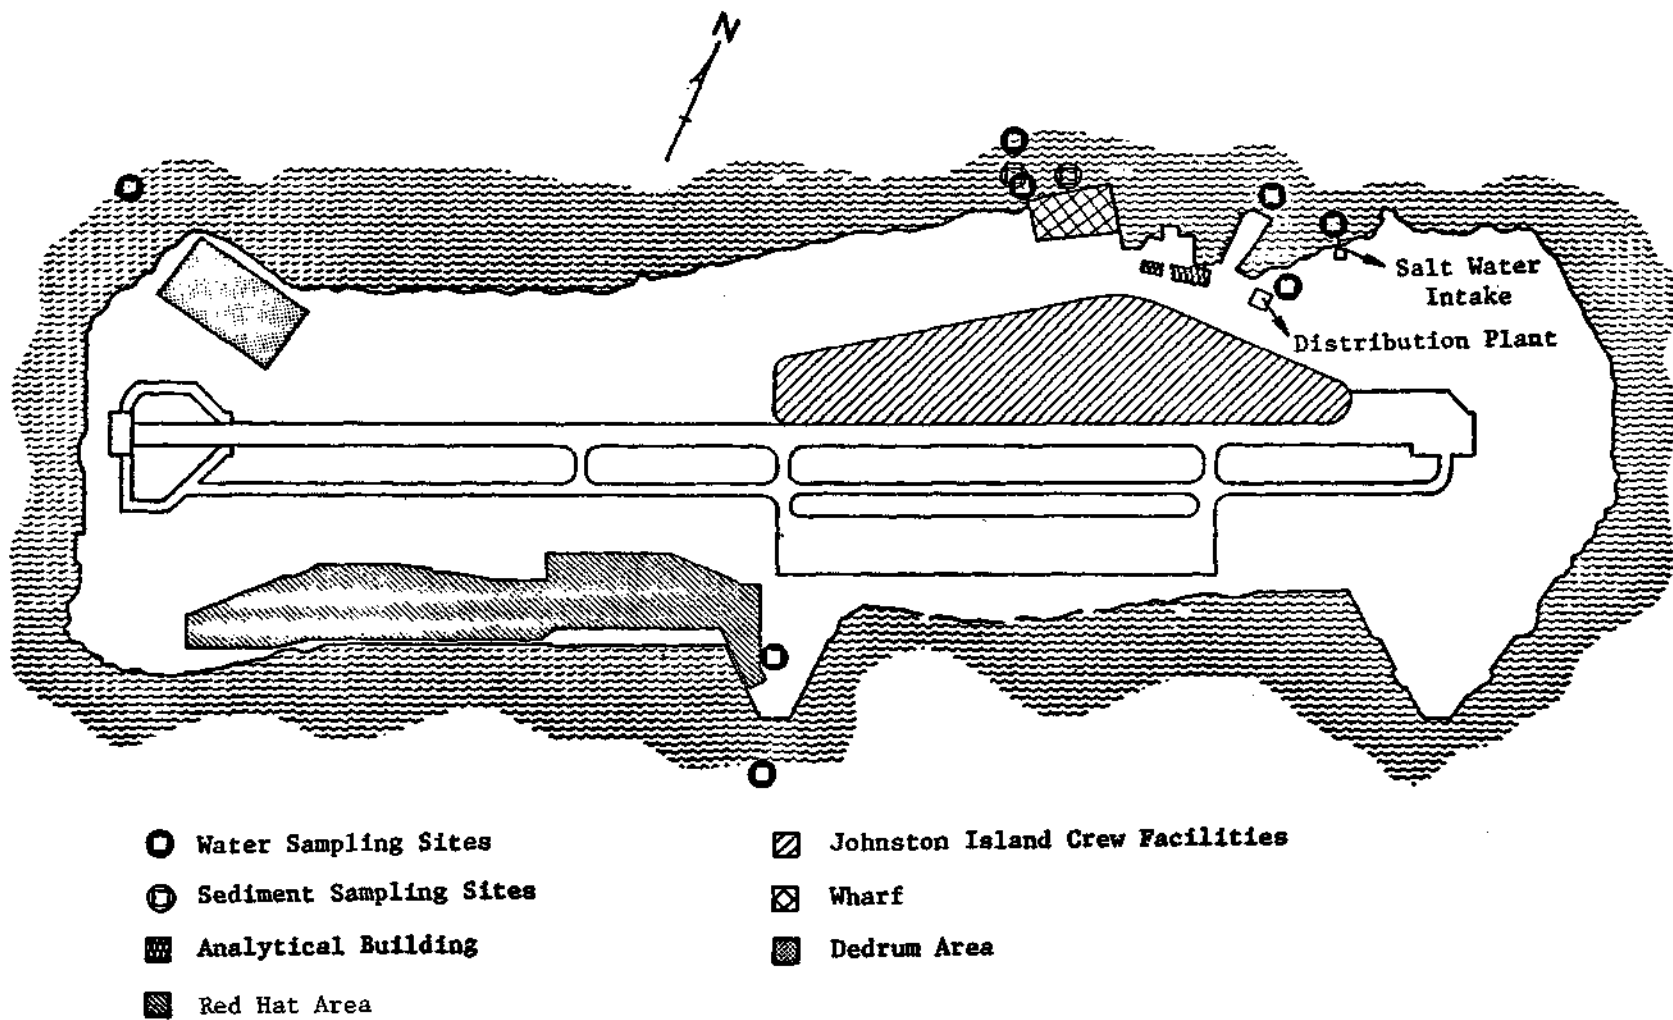 N
Salt Water
Intake
Distribution Plant
Water Sampling Sites
Sediment Sampling Sites
Analytical Building
Red Hat Area
Johnston Island Crew Facilities
Wharf
Dedrum Area